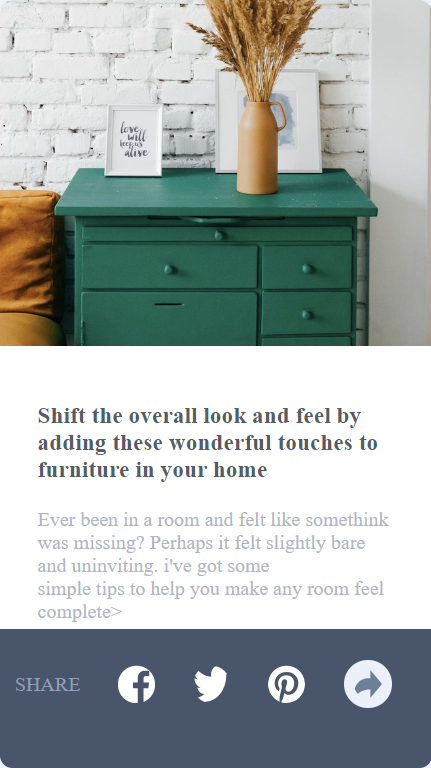 love
will
keep us
alive
Shift the overall look and feel by
adding these wonderful touches to
furniture in your home
Ever been in a room and felt like somethink
was missing? Perhaps it felt slightly bare
and uninviting. i've got some
simple tips to help you make any room feel
complete>
SHARE